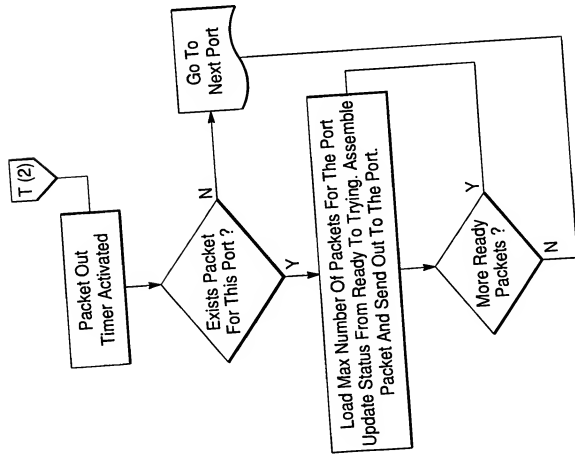 T (2)
Packet Out
Timer Activated
Exists Packet
For This Port ?
N
Go To
Next Port
Y
Load Max Number Of Packets For The Port
Update Status From Ready To Trying. Assemble
Packet And Send Out To The Port.
More Ready
Packets ?
Y
N